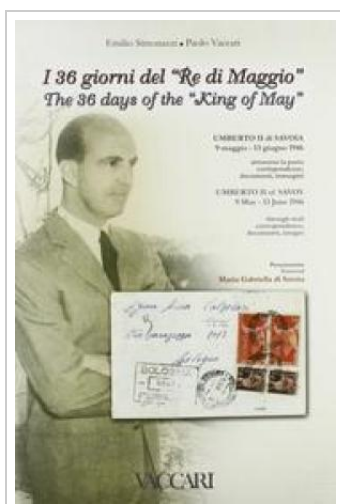 Emilio Simonazzi • Paolo Vaccari
I 36 giorni del “Re di Maggio”
The 36 days of the “King of May”
UMBERTO II di SAVOIA
9 maggio - 13 giugno 1946
attraverso la posta
corrispondenze,
documenti, immagini
UMBERTO II of SAVOY
9 May - 13 June 1946
through mail
correspondence,
documents, images
Presentazione
Foreword
Maria Gabriella di Savoia
Bologna
BOLOGNA
VACCARI